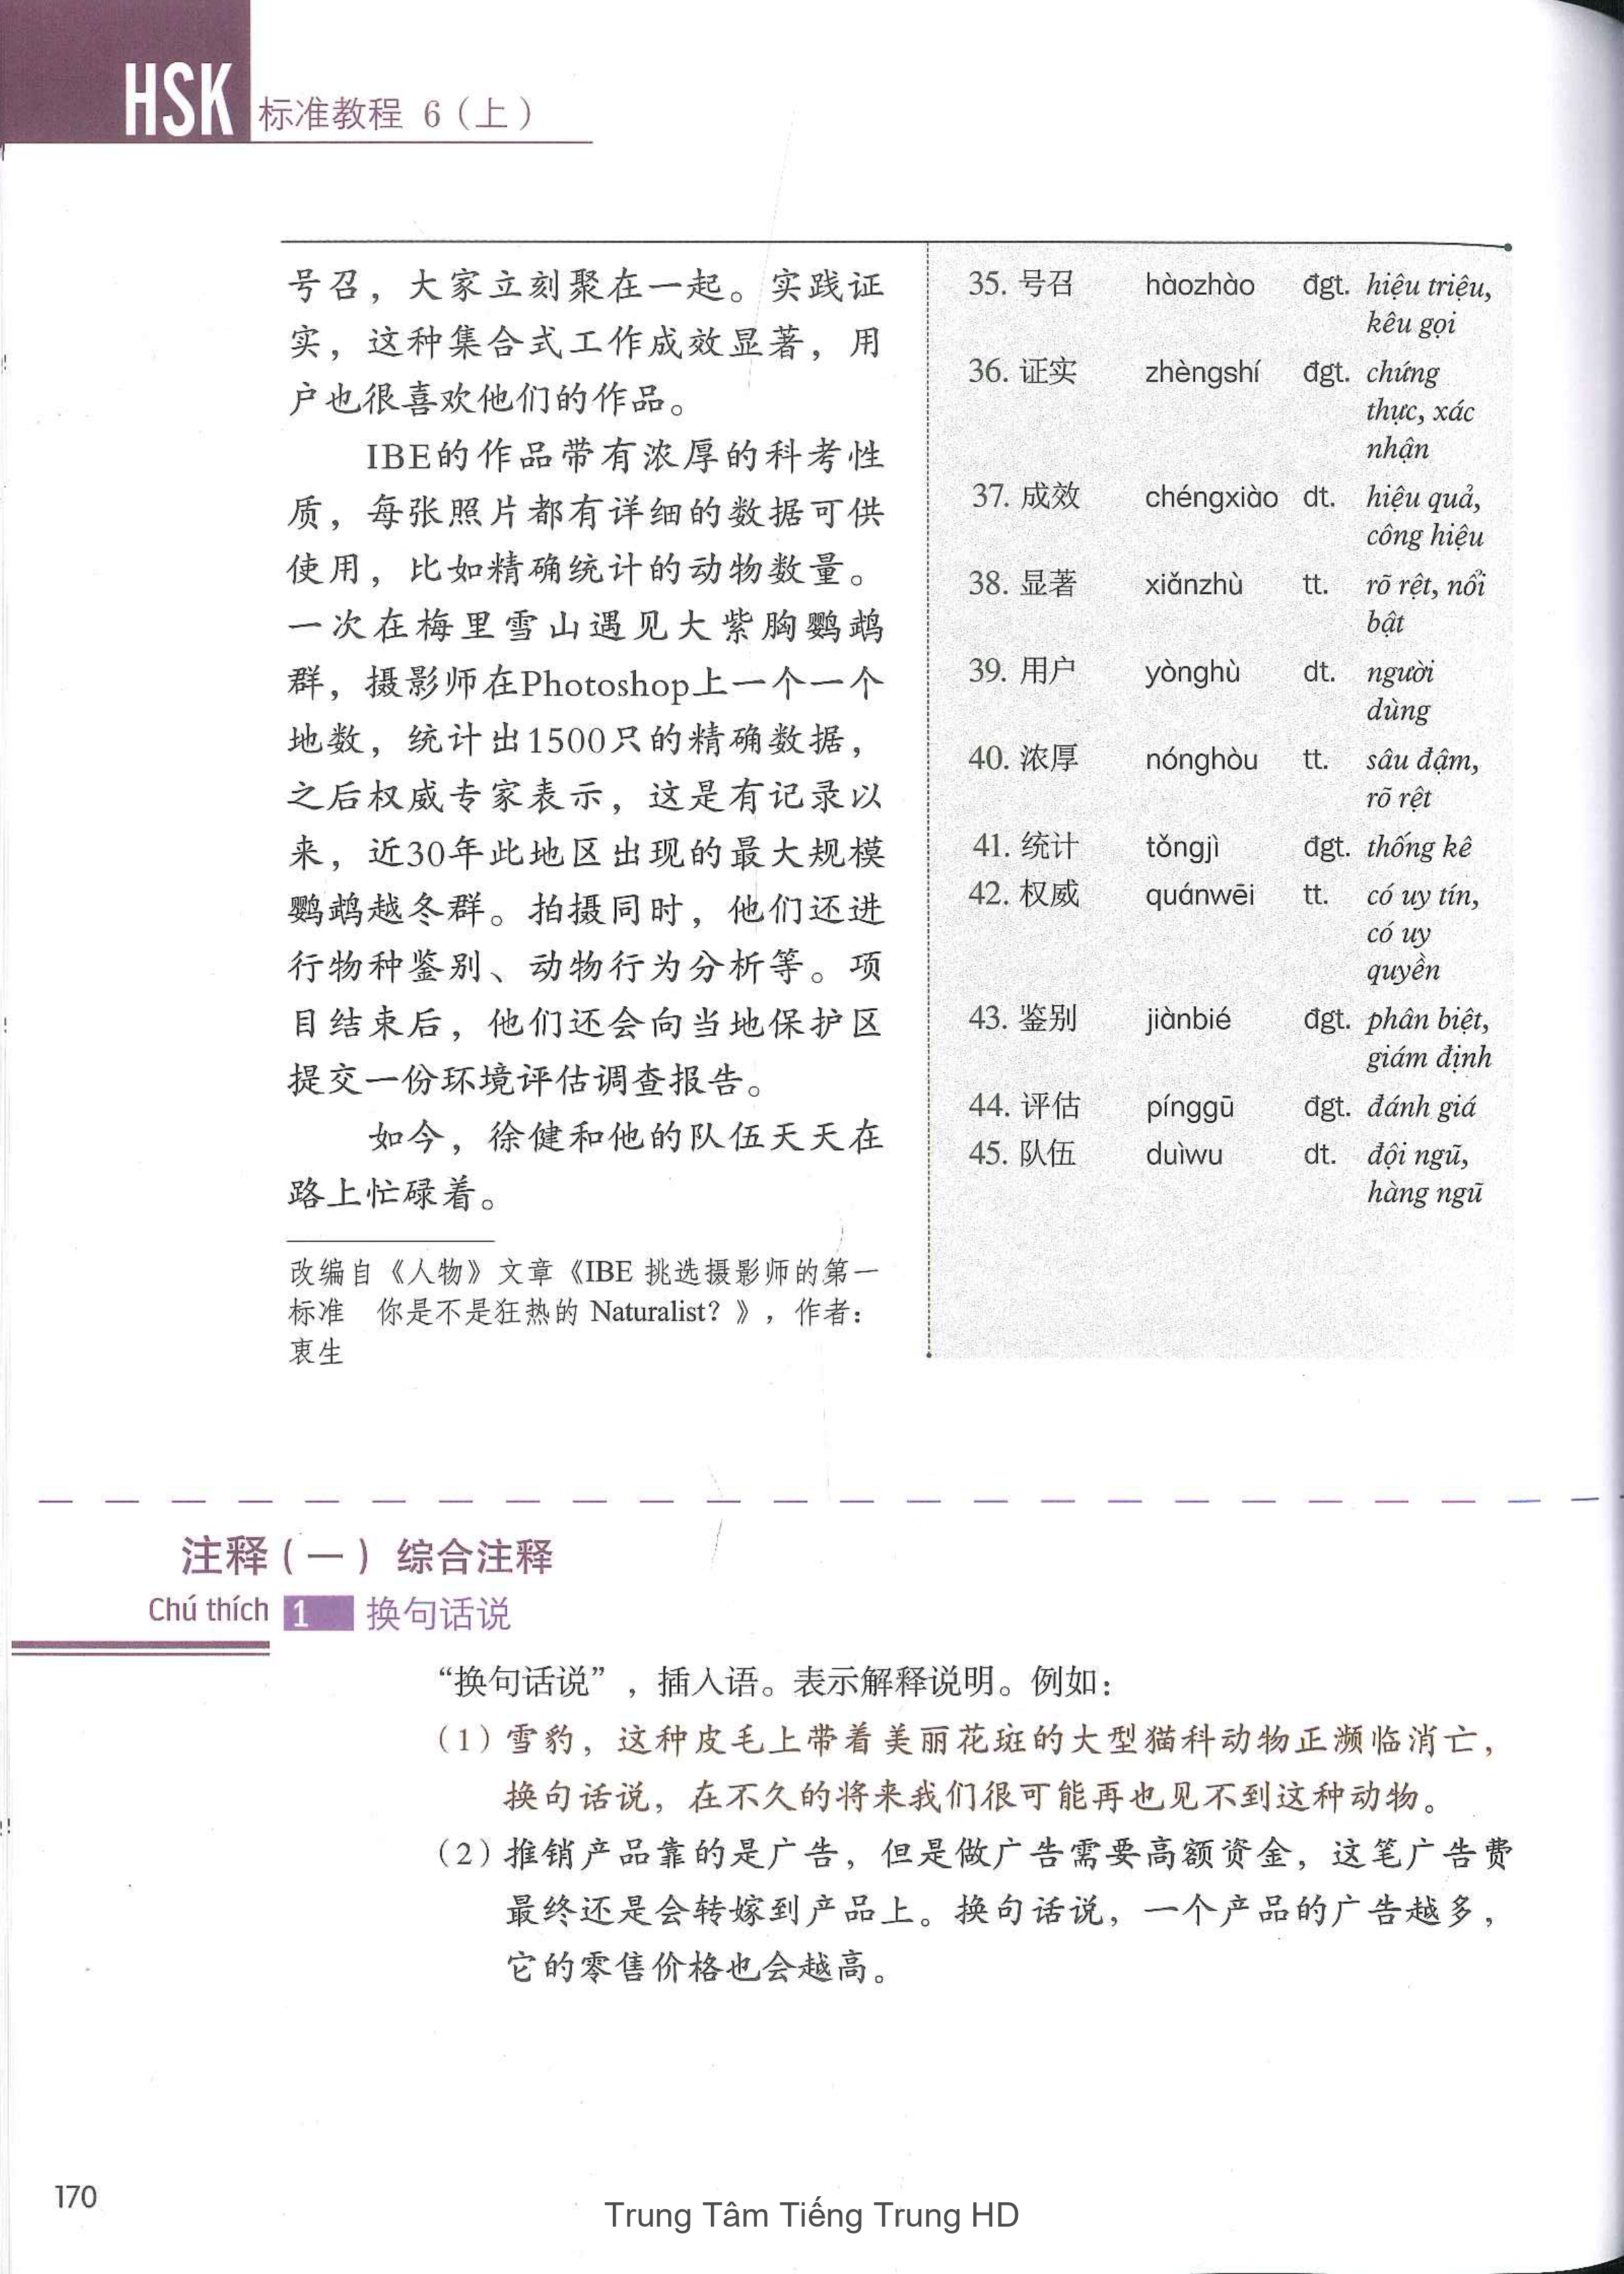 HSK 标准教程 6（上）
号召，大家立刻聚在一起。实践证
实，这种集合式工作成效显著，用
户也很喜欢他们的作品。
IBE的作品带有浓厚的科考性
质，每张照片都有详细的数据可供
使用，比如精确统计的动物数量。
一次在梅里雪山遇见大紫胸鹦鹉
群，摄影师在Photoshop上一个一个
地数，统计出1500只的精确数据，
之后权威专家表示，这是有记录以
来，近30年此地区出现的最大规模
鹦鹉越冬群。拍摄同时，他们还进
行物种鉴别、动物行为分析等。项
目结束后，他们还会向当地保护区
提交一份环境评估调查报告。
如今，徐健和他的队伍天天在
路上忙碌着。
改编自《人物》文章《IBE 挑选摄影师的第一
标准 你是不是狂热的 Naturalist？》，作者：
衷生
35. 号召 hàozhào đgt. hiệu triệu,
kêu gọi
36. 证实 zhèngshí đgt. chứng
thực, xác
nhận
37. 成效 chéngxiào dt. hiệu quả,
công hiệu
38. 显著 xiǎnzhù tt. rõ rệt, nổi
bật
39. 用户 yònghù dt. người
dùng
40. 浓厚 nónghòu tt. sâu đậm,
rõ rệt
41. 统计 tǒngjì đgt. thống kê
42. 权威 quánwēi tt. có uy tín,
có uy
quyền
43. 鉴别 jiànbié đgt. phân biệt,
giám định
44. 评估 pínggū đgt. đánh giá
45. 队伍 duìwu dt. đội ngũ,
hàng ngũ
注释（一）综合注释
Chú thích 1 换句话说
“换句话说”，插入语。表示解释说明。例如：
（1）雪豹，这种皮毛上带着美丽花斑的大型猫科动物正濒临消亡，
换句话说，在不久的将来我们很可能再也见不到这种动物。
（2）推销产品靠的是广告，但是做广告需要高额资金，这笔广告费
最终还是会转嫁到产品上。换句话说，一个产品的广告越多，
它的零售价格也会越高。
170
Trung Tâm Tiếng Trung HD